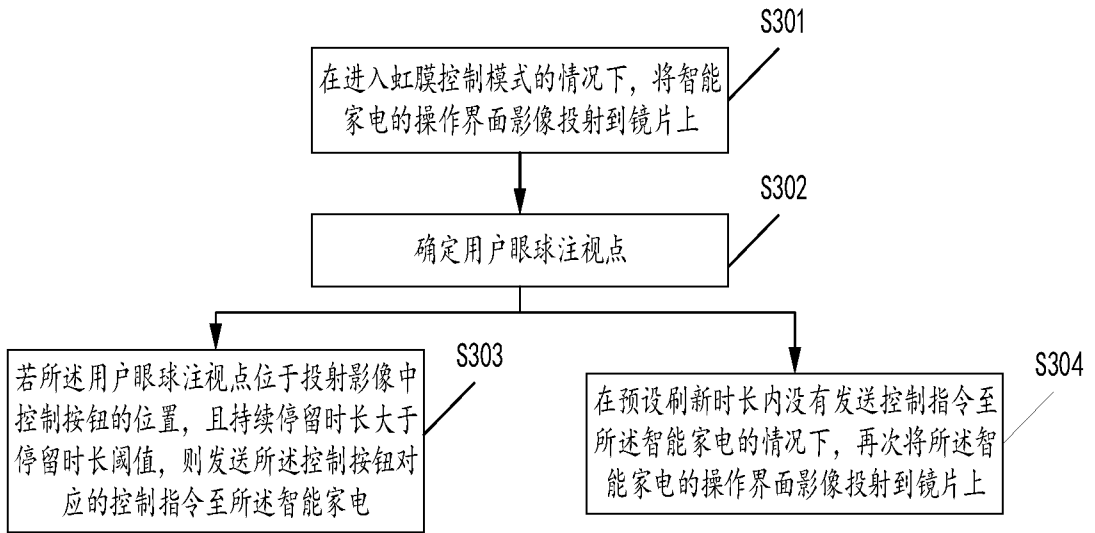 S301
在进入虹膜控制模式的情况下，将智能
家电的操作界面影像投射到镜片上
S302
确定用户眼球注视点
S303
若所述用户眼球注视点位于投射影像中
控制按钮的位置，且持续停留时长大于
停留时长阈值，则发送所述控制按钮对
应的控制指令至所述智能家电
S304
在预设刷新时长内没有发送控制指令至
所述智能家电的情况下，再次将所述智
能家电的操作界面影像投射到镜片上